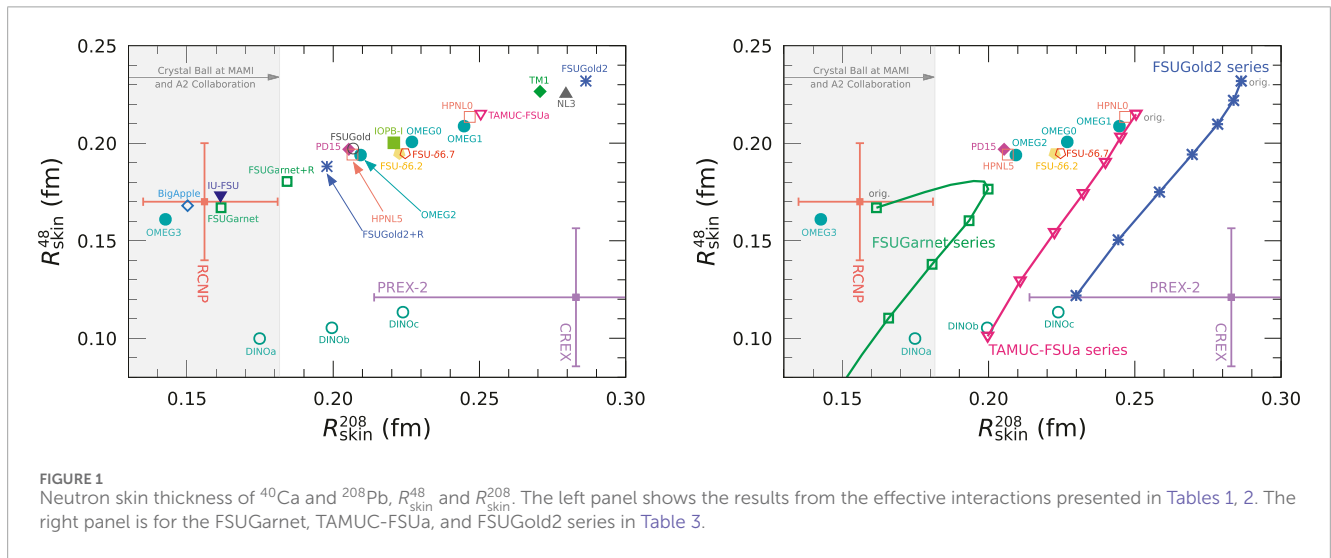 0.25
0.20
0.15
0.10
R^48_skin (fm)
Crystal Ball at MAMI
and A2 Collaboration
FSUGold2
TM1
NL3
HPNL0
TAMUC-FSUa
OMEG1
OMEG0
IOPB-I
FSUGold
PD15
FSU-δ6.7
FSU-δ6.2
FSUGarnet+R
IU-FSU
BigApple
FSUGarnet
OMEG3
OMEG2
HPNL5
FSUGold2+R
RCNP
PREX-2
CREX
DINOc
DINOb
DINOa
0.15 0.20 0.25 0.30
R^208_skin (fm)
0.25
0.20
0.15
0.10
R^48_skin (fm)
Crystal Ball at MAMI
and A2 Collaboration
FSUGold2 series
orig.
HPNL0
orig.
OMEG1
OMEG0
OMEG2
PD15
FSU-δ6.7
FSU-δ6.2
HPNL5
orig.
OMEG3
FSUGarnet series
RCNP
PREX-2
CREX
DINOc
DINOb
DINOa
TAMUC-FSUa series
0.15 0.20 0.25 0.30
R^208_skin (fm)
FIGURE 1
Neutron skin thickness of ^40Ca and ^208Pb, R^48_skin and R^208_skin. The left panel shows the results from the effective interactions presented in Tables 1, 2. The
right panel is for the FSUGarnet, TAMUC-FSUa, and FSUGold2 series in Table 3.